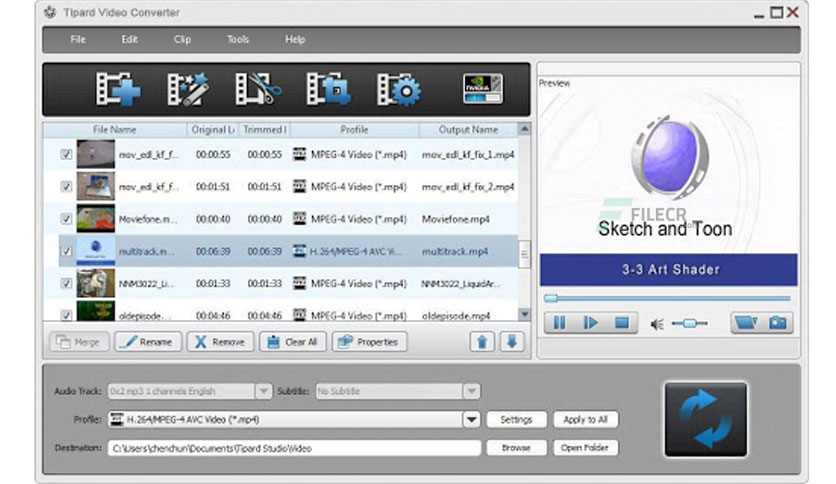 Tipard Video Converter
File Edit Clip Tools Help
NVIDIA
File Name Original L Trimmed Profile Output Name
mov_edl_kf_f... 00:00:55 00:00:55 MPEG-4 Video (*.mp4) mov_edl_kf_fix_1.mp4
mov_edl_kf_f... 00:01:51 00:01:51 MPEG-4 Video (*.mp4) mov_edl_kf_fix_2.mp4
Moviefone.m... 00:00:40 00:00:40 MPEG-4 Video (*.mp4) Moviefone.mp4
multitrack.m... 00:06:39 00:06:39 H.264/MPEG-4 AVC Vi... multitrack.mp4
NNM3022_Li... 00:01:33 00:01:33 MPEG-4 Video (*.mp4) NNM3022_LiquidAr...
oldepisode... 00:04:46 00:04:46 MPEG-4 Video (*.mp4) oldepisode.mp4
Merge Rename Remove Clear All Properties
Preview
FILECR
Sketch and Toon
3-3 Art Shader
Audio Track: 0x2 mp3 1 channels English Subtitle: No Subtitle
Profile: H.264/MPEG-4 AVC Video (*.mp4) Settings Apply to All
Destination: C:\Users\chenchun\Documents\Tipard Studio\Video Browse Open Folder